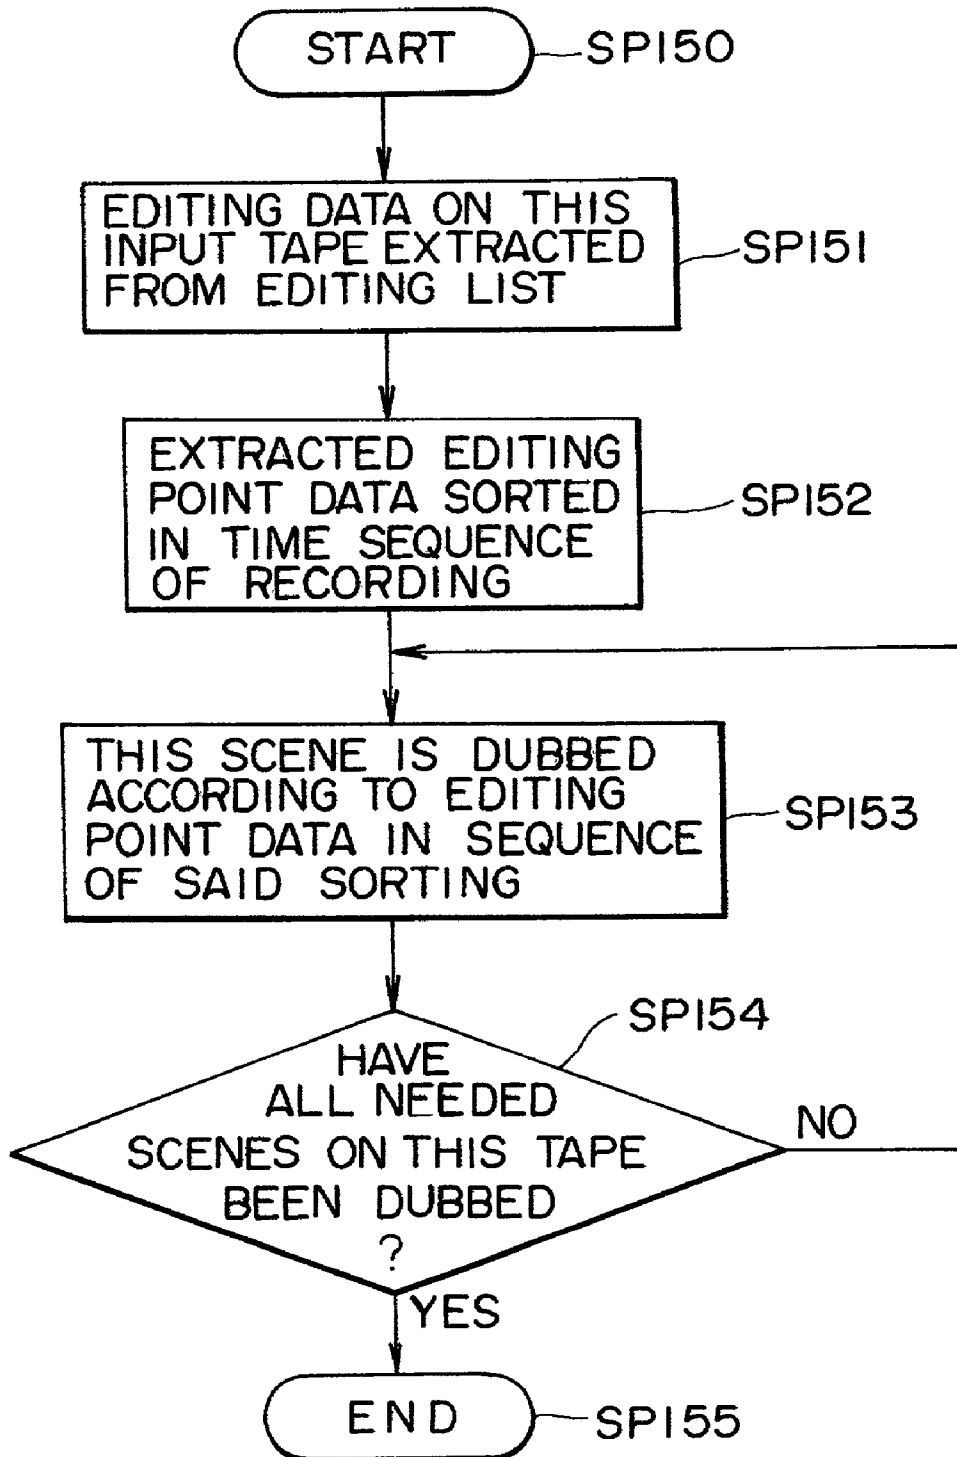 START
SP150
EDITING DATA ON THIS
INPUT TAPE EXTRACTED
FROM EDITING LIST
SP151
EXTRACTED EDITING
POINT DATA SORTED
IN TIME SEQUENCE
OF RECORDING
SP152
THIS SCENE IS DUBBED
ACCORDING TO EDITING
POINT DATA IN SEQUENCE
OF SAID SORTING
SP153
SP154
HAVE
ALL NEEDED
SCENES ON THIS TAPE
BEEN DUBBED
?
NO
YES
END
SP155